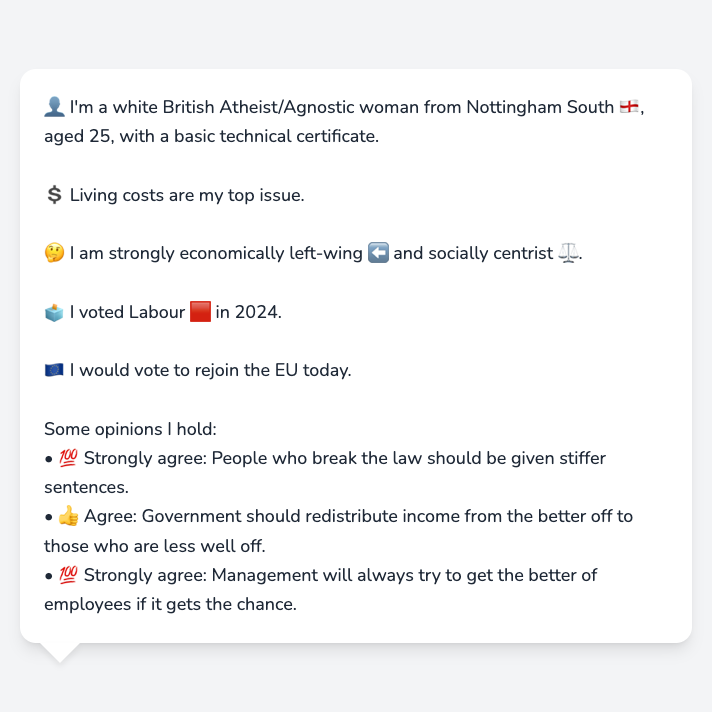 👤 I'm a white British Atheist/Agnostic woman from Nottingham South 🏴󠁧󠁢󠁥󠁮󠁧󠁿,
aged 25, with a basic technical certificate.
💲 Living costs are my top issue.
🤔 I am strongly economically left-wing ⬅️ and socially centrist ⚖️.
🗳️ I voted Labour 🟥 in 2024.
🇪🇺 I would vote to rejoin the EU today.
Some opinions I hold:
• 💯 Strongly agree: People who break the law should be given stiffer
sentences.
• 👍 Agree: Government should redistribute income from the better off to
those who are less well off.
• 💯 Strongly agree: Management will always try to get the better of
employees if it gets the chance.